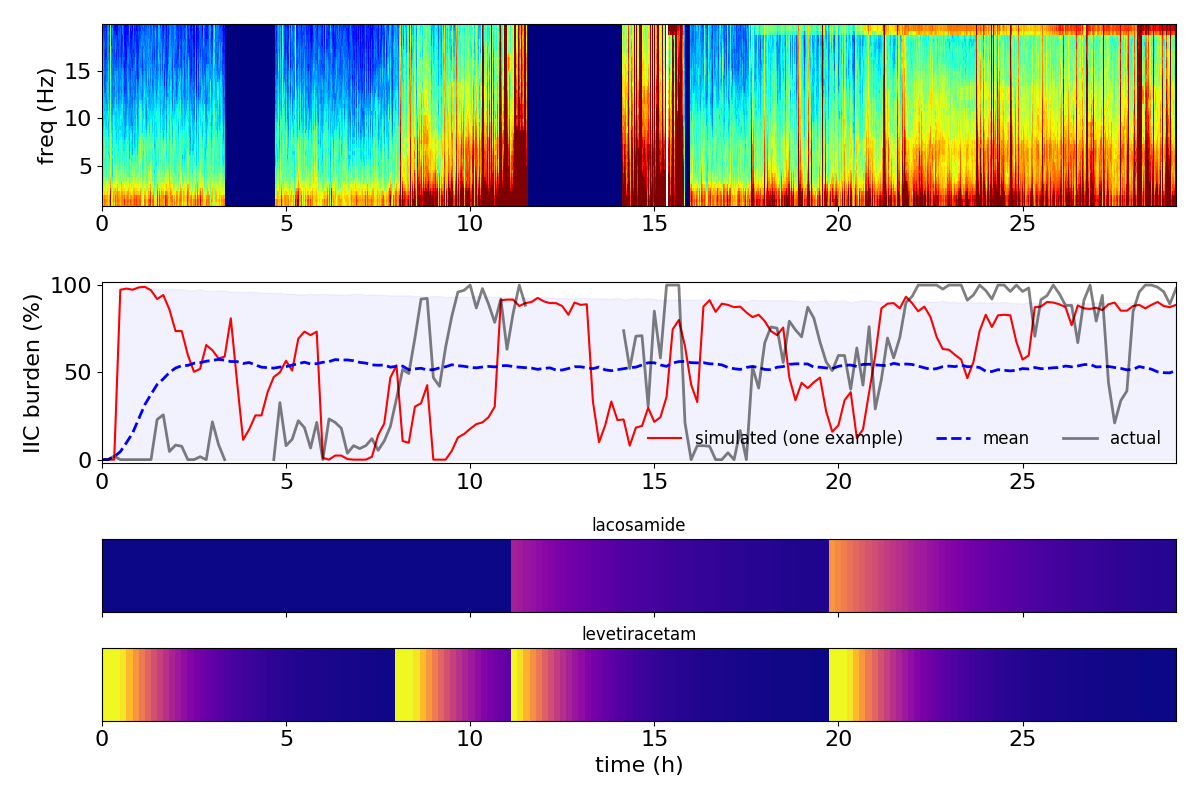 freq (Hz)
15
10
5
0 5 10 15 20 25
IIC burden (%)
100
50
0
simulated (one example) mean actual
0 5 10 15 20 25
lacosamide
levetiracetam
0 5 10 15 20 25
time (h)